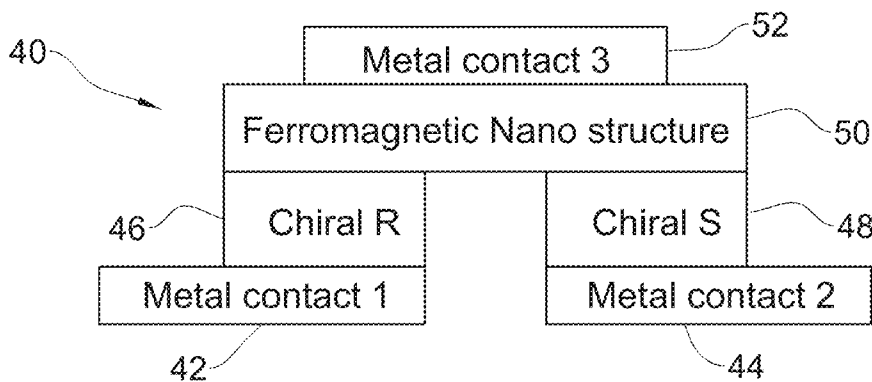 40
Metal contact 3
52
Ferromagnetic Nano structure
50
46
Chiral R
Chiral S
48
Metal contact 1
Metal contact 2
42
44